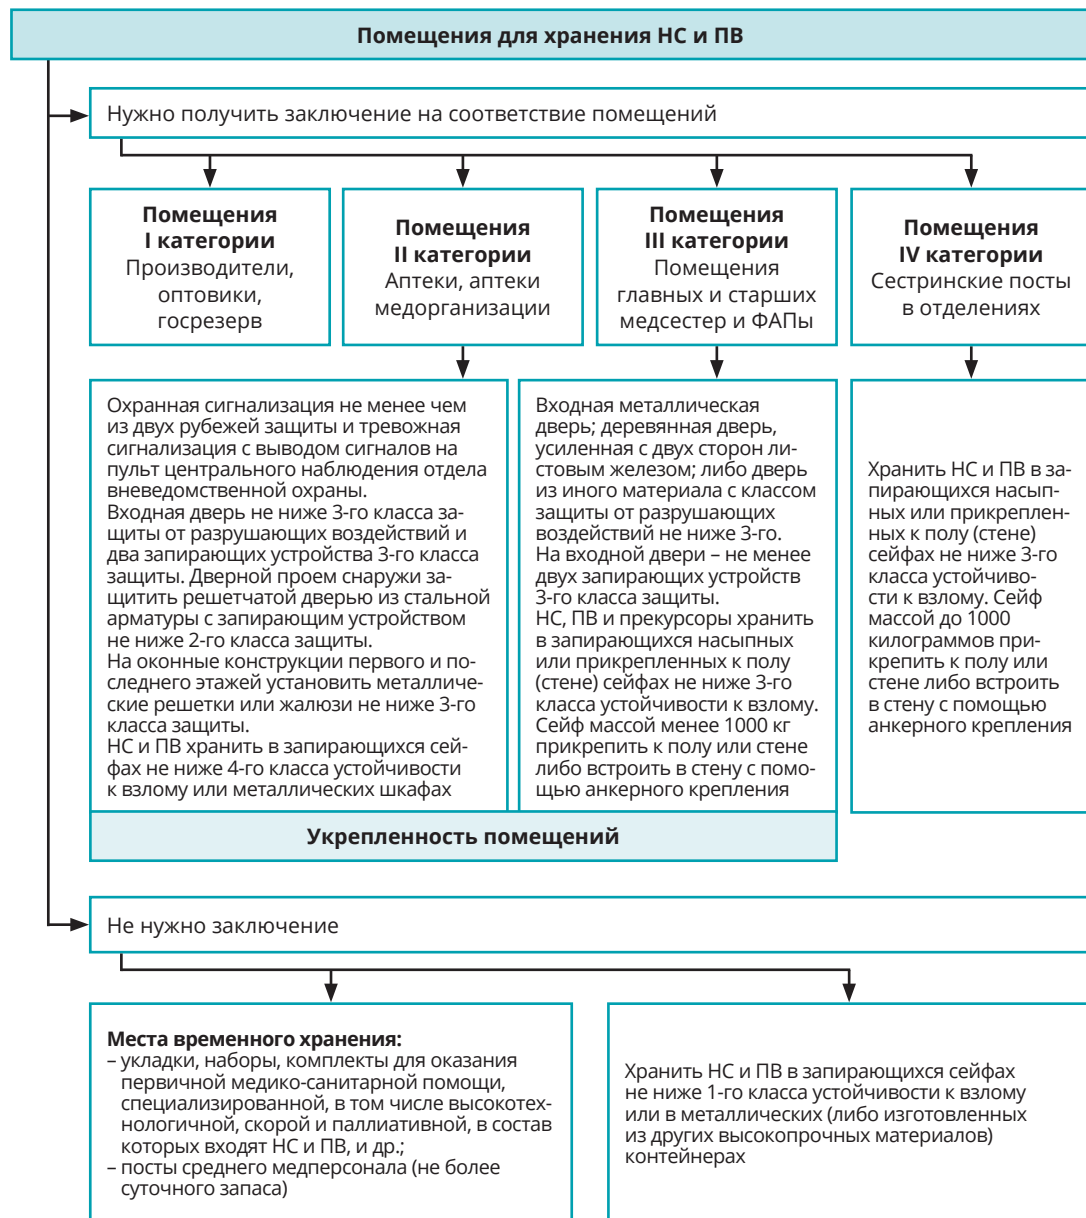 Помещения для хранения НС и ПВ
Нужно получить заключение на соответствие помещений
Помещения
I категории
Производители,
оптовики,
госрезерв
Помещения
II категории
Аптеки, аптеки
медорганизации
Помещения
III категории
Помещения
главных и старших
медсестер и ФАПы
Помещения
IV категории
Сестринские посты
в отделениях
Охранная сигнализация не менее чем
из двух рубежей защиты и тревожная
сигнализация с выводом сигналов на
пульт центрального наблюдения отдела
вневедомственной охраны.
Входная дверь не ниже 3-го класса за-
щиты от разрушающих воздействий и
два запирающих устройства 3-го класса
защиты. Дверной проем снаружи за-
щитить решетчатой дверью из стальной
арматуры с запирающим устройством
не ниже 2-го класса защиты.
На оконные конструкции первого и по-
следнего этажей установить металличе-
ские решетки или жалюзи не ниже 3-го
класса защиты.
НС и ПВ хранить в запирающихся сей-
фах не ниже 4-го класса устойчивости
к взлому или металлических шкафах
Входная металлическая
дверь; деревянная дверь,
усиленная с двух сторон ли-
стовым железом; либо дверь
из иного материала с классом
защиты от разрушающих
воздействий не ниже 3-го.
На входной двери – не менее
двух запирающих устройств
3-го класса защиты.
НС, ПВ и прекурсоры хранить
в запирающихся насыпных
или прикрепленных к полу
(стене) сейфах не ниже 3-го
класса устойчивости к взлому.
Сейф массой менее 1000 кг
прикрепить к полу или стене
либо встроить в стену с помо-
щью анкерного крепления
Хранить НС и ПВ в за-
пирающихся насып-
ных или прикреплен-
ных к полу (стене)
сейфах не ниже 3-го
класса устойчиво-
сти к взлому. Сейф
массой до 1000
килограммов при-
крепить к полу или
стене либо встроить
в стену с помощью
анкерного крепления
Укрепленность помещений
Не нужно заключение
Места временного хранения:
– укладки, наборы, комплекты для оказания
первичной медико-санитарной помощи,
специализированной, в том числе высокотех-
нологичной, скорой и паллиативной, в состав
которых входят НС и ПВ, и др.;
– посты среднего медперсонала (не более
суточного запаса)
Хранить НС и ПВ в запирающихся сейфах
не ниже 1-го класса устойчивости к взлому
или в металлических (либо изготовленных
из других высокопрочных материалов)
контейнерах